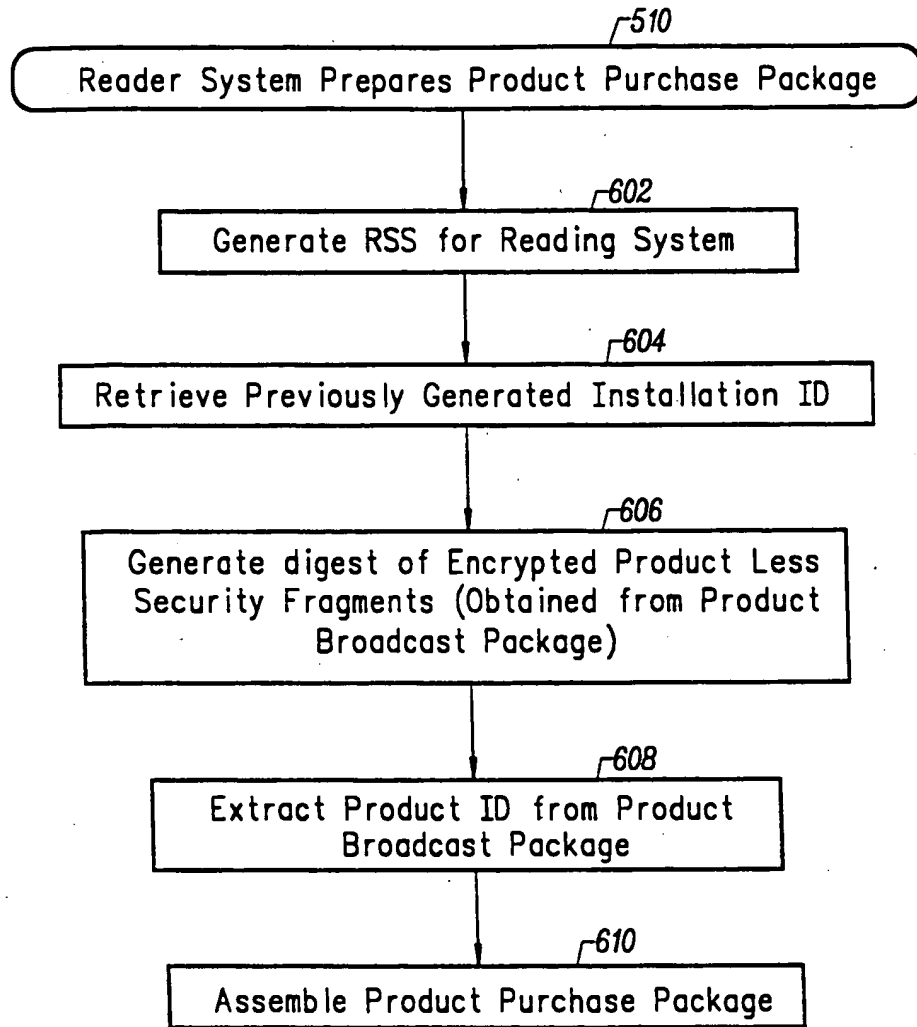 510
Reader System Prepares Product Purchase Package
602
Generate RSS for Reading System
604
Retrieve Previously Generated Installation ID
606
Generate digest of Encrypted Product Less
Security Fragments (Obtained from Product
Broadcast Package)
608
Extract Product ID from Product
Broadcast Package
610
Assemble Product Purchase Package